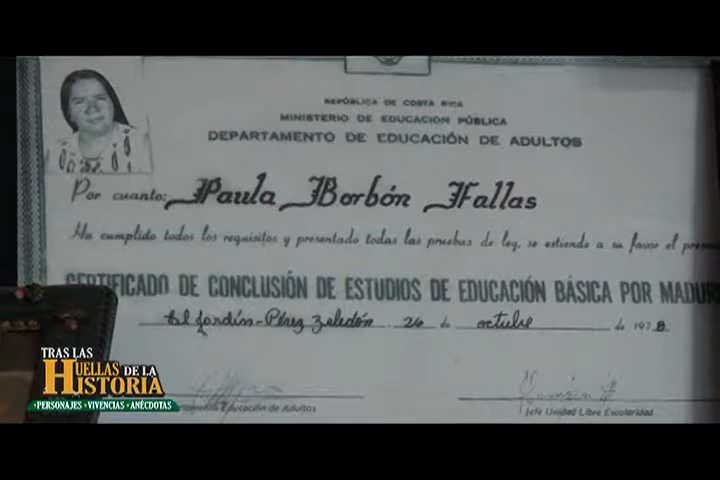 REPÚBLICA DE COSTA RICA
MINISTERIO DE EDUCACIÓN PÚBLICA
DEPARTAMENTO DE EDUCACIÓN DE ADULTOS
Por cuanto: Paula Borbón Fallas
Ha cumplido todos los requisitos y presentado todas las pruebas de ley, se extiende a su favor el
CERTIFICADO DE CONCLUSIÓN DE ESTUDIOS DE EDUCACIÓN BÁSICA POR MADUR
El Jardín - Pérez Zeledón 26 de octubre de 1978
Educación de Adultos
Jefe Unidad Libre Escolaridad
TRAS LAS
HUELLAS DE LA
HISTORIA
• PERSONAJES • VIVENCIAS • ANÉCDOTAS